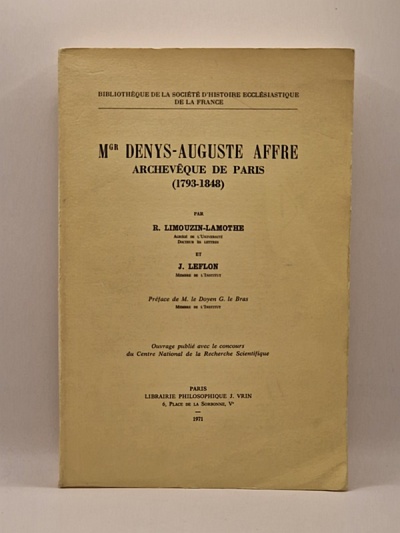 BIBLIOTHÈQUE DE LA SOCIÉTÉ D'HISTOIRE ECCLÉSIASTIQUE
DE LA FRANCE
MGR DENYS-AUGUSTE AFFRE
ARCHEVÊQUE DE PARIS
(1793-1848)
PAR
R. LIMOUZIN-LAMOTHE
AGRÉGÉ DE L'UNIVERSITÉ
DOCTEUR ÈS LETTRES
ET
J. LEFLON
MEMBRE DE L'INSTITUT
Préface de M. le Doyen G. le Bras
MEMBRE DE L'INSTITUT
Ouvrage publié avec le concours
du Centre National de la Recherche Scientifique
PARIS
LIBRAIRIE PHILOSOPHIQUE J. VRIN
6, PLACE DE LA SORBONNE, Ve
—
1971